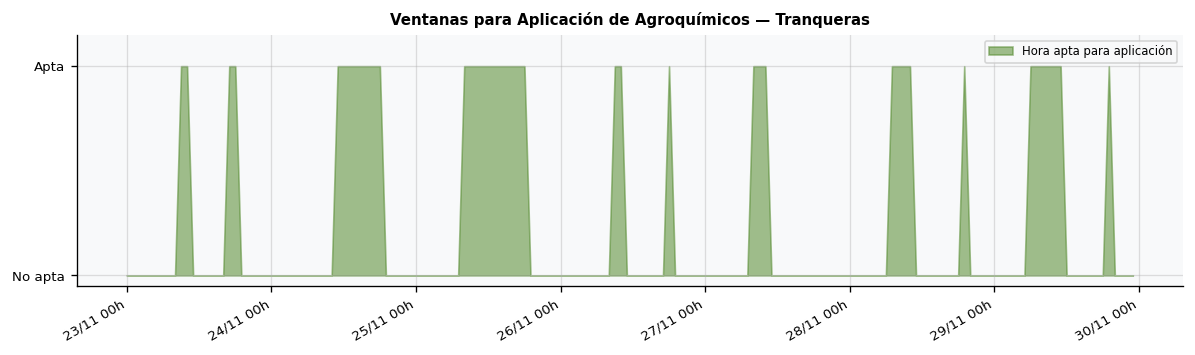 Ventanas para Aplicación de Agroquímicos — Tranqueras
Hora apta para aplicación
Apta
No apta
23/11 00h
24/11 00h
25/11 00h
26/11 00h
27/11 00h
28/11 00h
29/11 00h
30/11 00h